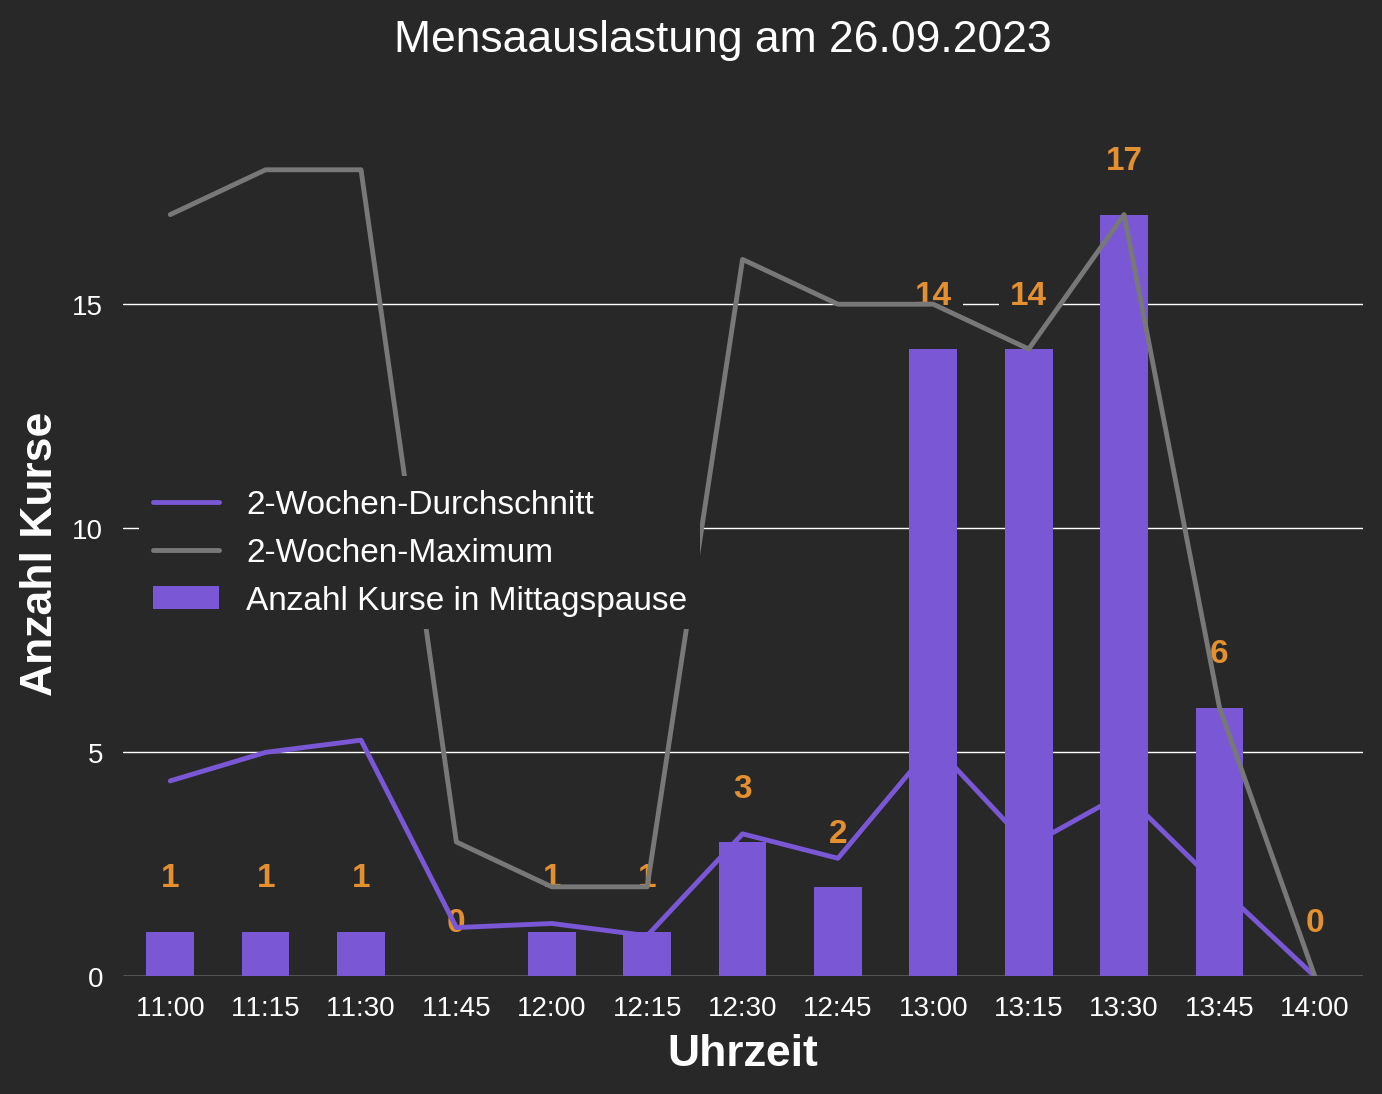 Mensaauslastung am 26.09.2023
17
14 14
15
Anzahl Kurse
2-Wochen-Durchschnitt
10
2-Wochen-Maximum
Anzahl Kurse in Mittagspause
6
5
3
2
1 1 1 1 1
0 0
0
11:00 11:15 11:30 11:45 12:00 12:15 12:30 12:45 13:00 13:15 13:30 13:45 14:00
Uhrzeit